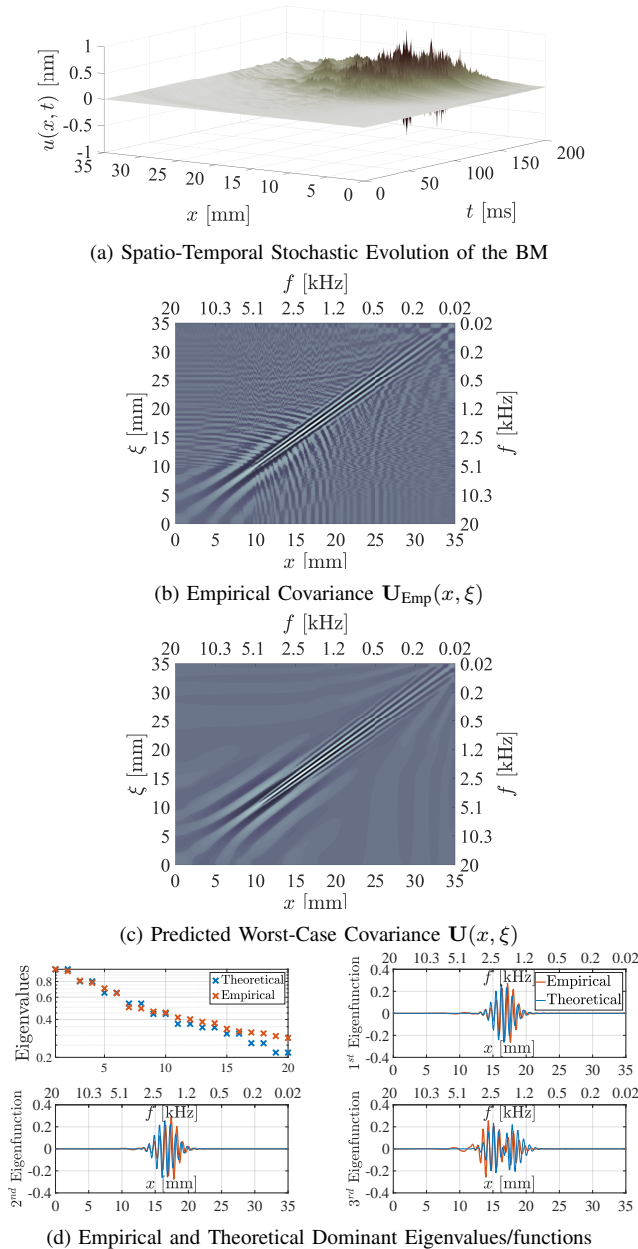 1
0.5
0
-0.5
-1
u(x, t) [nm]
35 30 25 20 15 10 5 0
x [mm]
0 50 100 150 200
t [ms]
(a) Spatio-Temporal Stochastic Evolution of the BM
f [kHz]
20 10.3 5.1 2.5 1.2 0.5 0.2 0.02
35 0.02
30 0.2
25 0.5
20 1.2
15 2.5
10 5.1
5 10.3
0 20
ξ [mm]
f [kHz]
0 5 10 15 20 25 30 35
x [mm]
(b) Empirical Covariance U_Emp(x, ξ)
f [kHz]
20 10.3 5.1 2.5 1.2 0.5 0.2 0.02
35 0.02
30 0.2
25 0.5
20 1.2
15 2.5
10 5.1
5 10.3
0 20
ξ [mm]
f [kHz]
0 5 10 15 20 25 30 35
x [mm]
(c) Predicted Worst-Case Covariance U(x, ξ)
Eigenvalues
0.8
0.6
0.4
0.2
Theoretical
Empirical
0 5 10 15 20
20 10.3 5.1 2.5 1.2 0.5 0.2 0.02
f [kHz]
Empirical
Theoretical
1st Eigenfunction
0.4
0.2
0
-0.2
-0.4
x [mm]
0 5 10 15 20 25 30 35
20 10.3 5.1 2.5 1.2 0.5 0.2 0.02
f [kHz]
2nd Eigenfunction
0.4
0.2
0
-0.2
-0.4
x [mm]
0 5 10 15 20 25 30 35
20 10.3 5.1 2.5 1.2 0.5 0.2 0.02
f [kHz]
3rd Eigenfunction
0.4
0.2
0
-0.2
-0.4
x [mm]
0 5 10 15 20 25 30 35
(d) Empirical and Theoretical Dominant Eigenvalues/functions